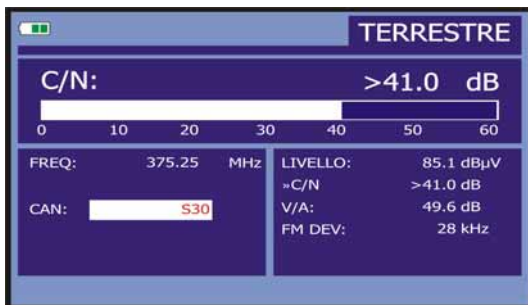 TERRESTRE
C/N: >41.0 dB
0 10 20 30 40 50 60
FREQ: 375.25 MHz
CAN: S30
LIVELLO: 85.1 dBµV
»C/N >41.0 dB
V/A: 49.6 dB
FM DEV: 28 kHz